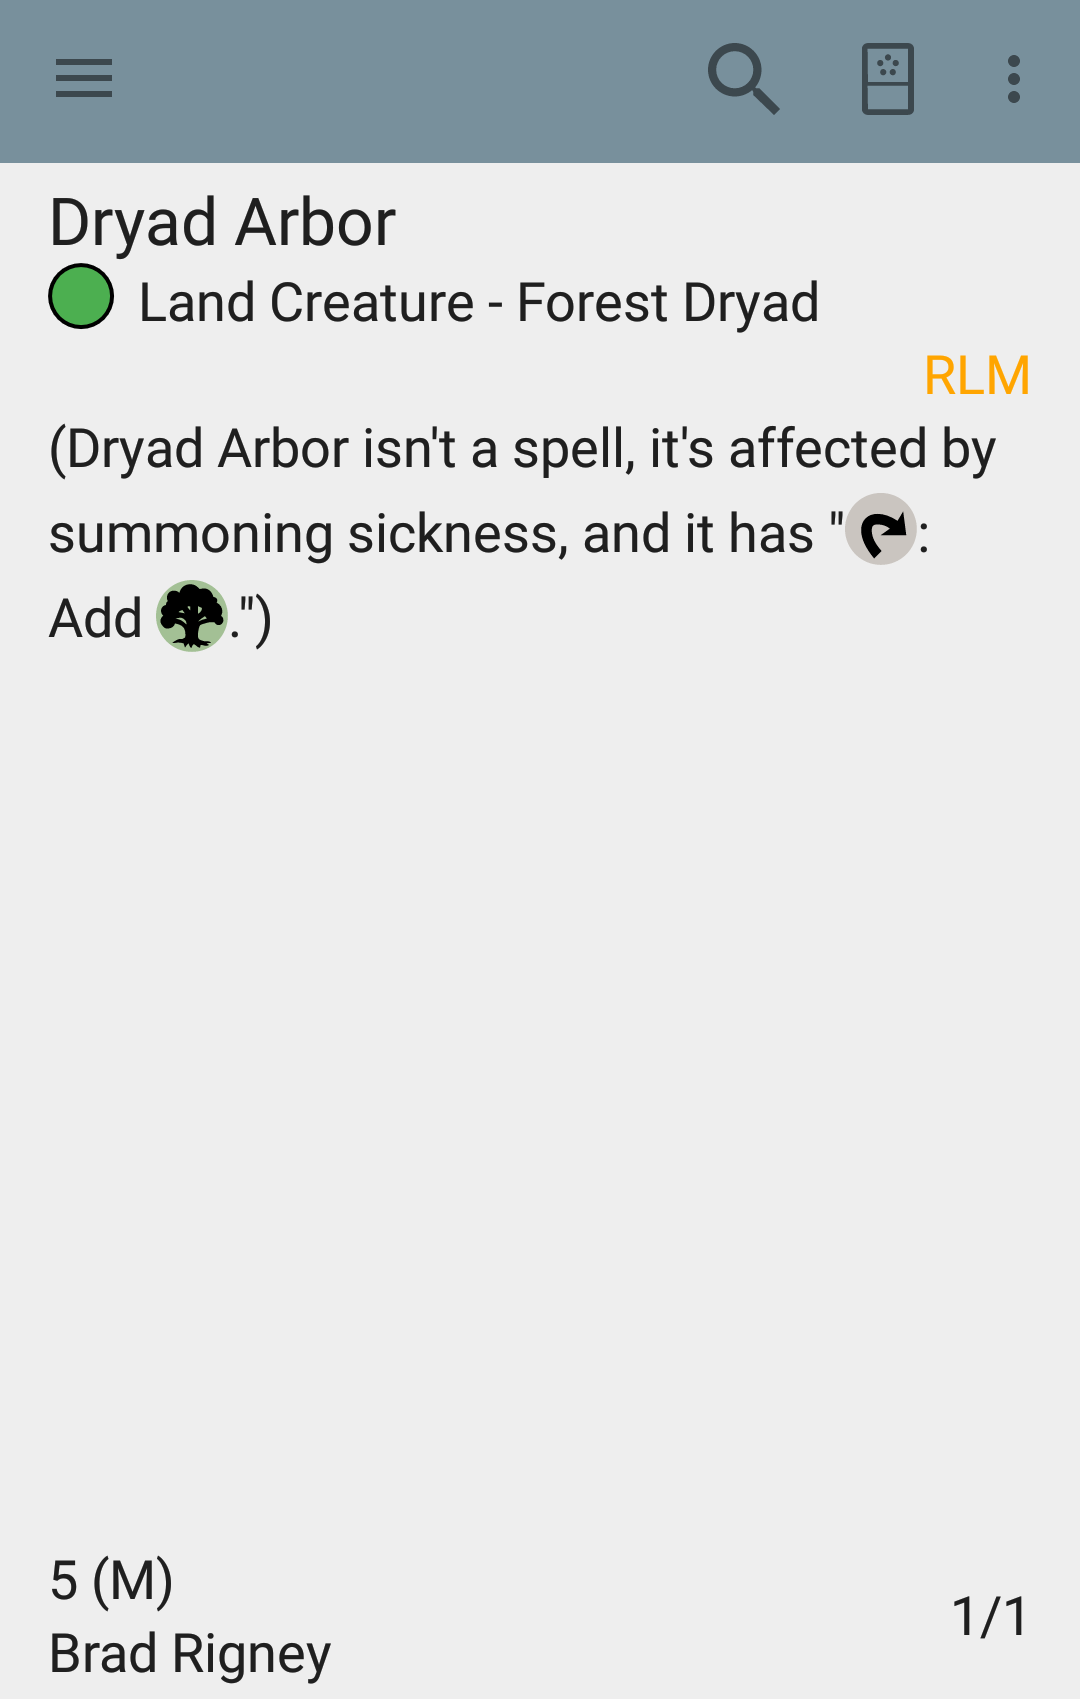 Dryad Arbor
Land Creature - Forest Dryad
RLM
(Dryad Arbor isn't a spell, it's affected by
summoning sickness, and it has " :
Add .")
5 (M)
1/1
Brad Rigney